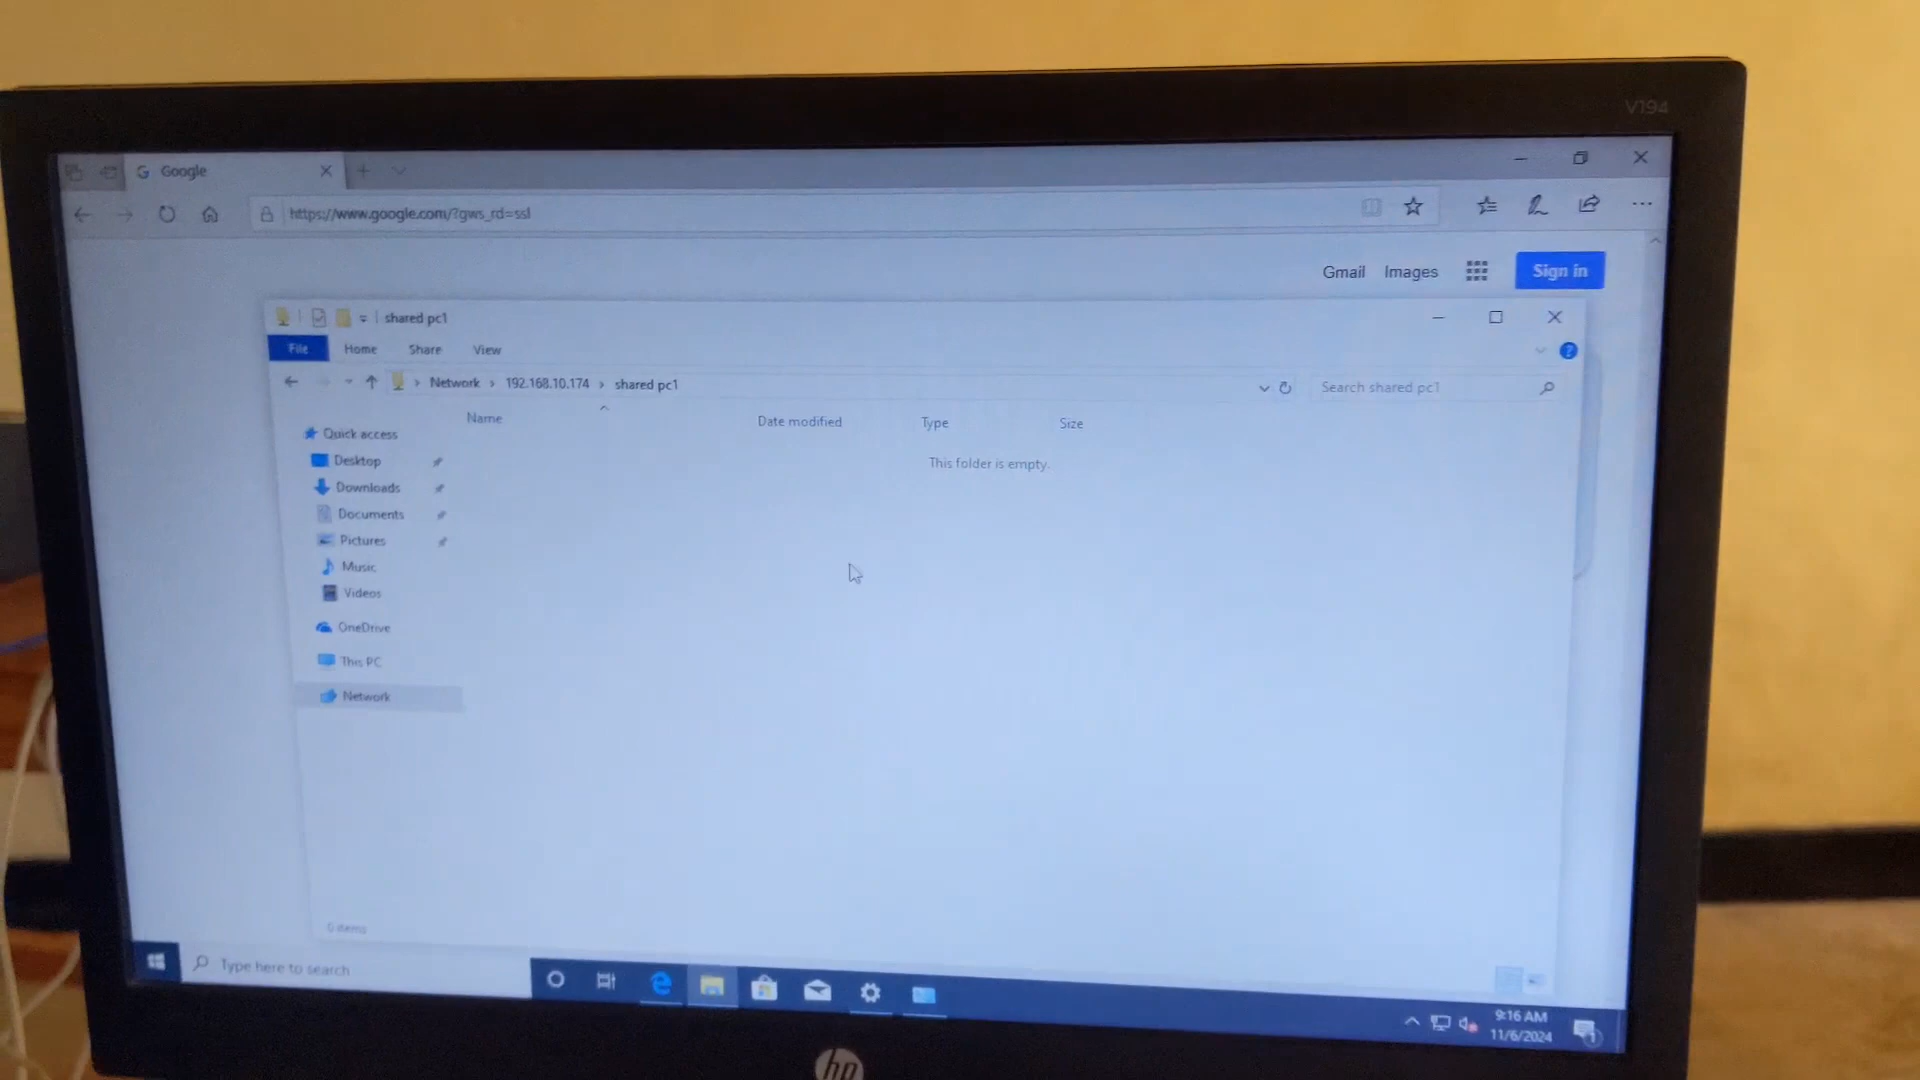 V194
Google
https://www.google.com/?gws_rd=ssl
Gmail Images Sign in
shared pc1
File Home Share View
Network > 192.168.10.174 > shared pc1
Search shared pc1
Name Date modified Type Size
This folder is empty.
Quick access
Desktop
Downloads
Documents
Pictures
Music
Videos
OneDrive
This PC
Network
0 items
Type here to search
9:16 AM
11/6/2024
1
hp